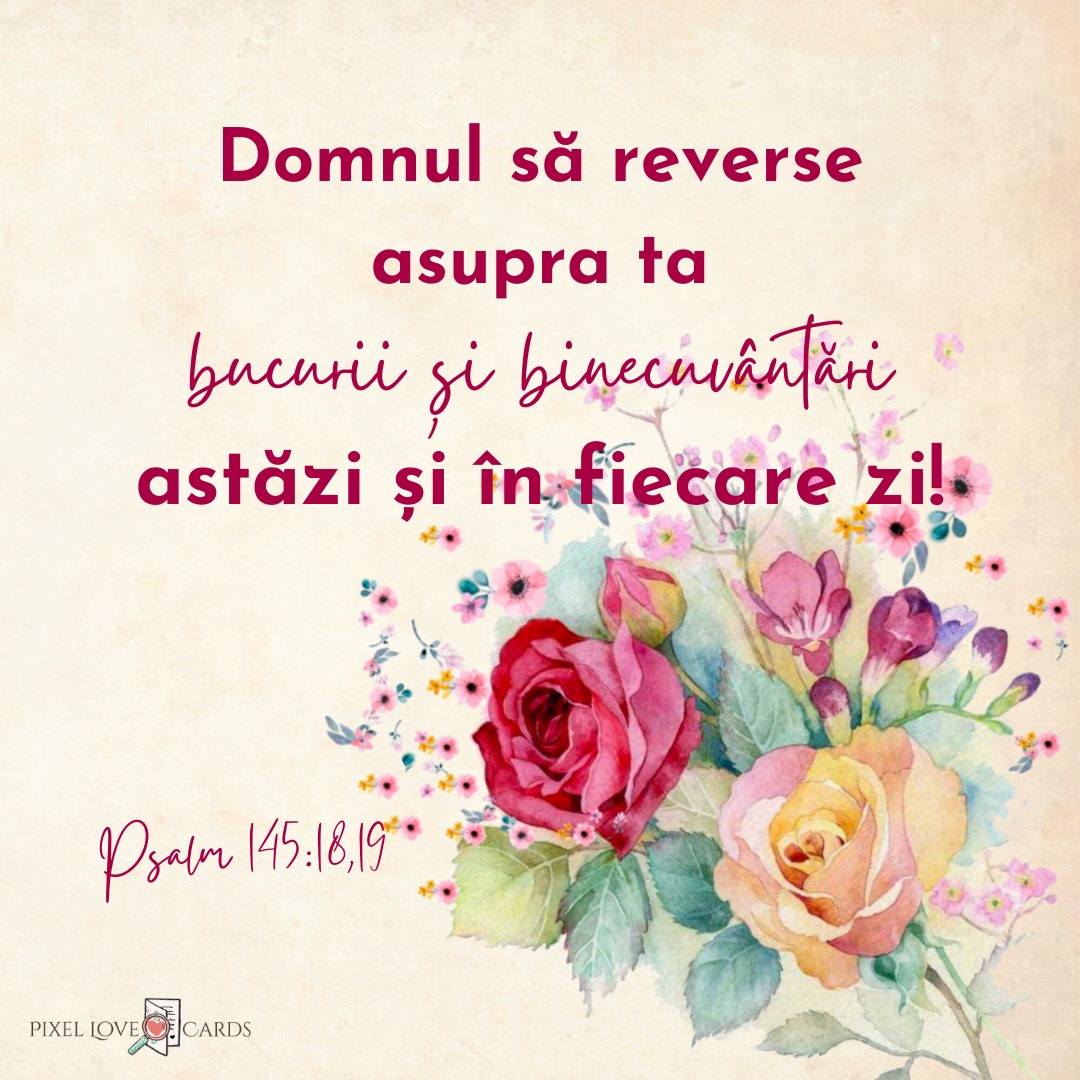 Domnul să reverse
asupra ta
bucurii și binecuvântări
astăzi și în fiecare zi!
Psalm 145:18,19
PIXEL LOVE CARDS